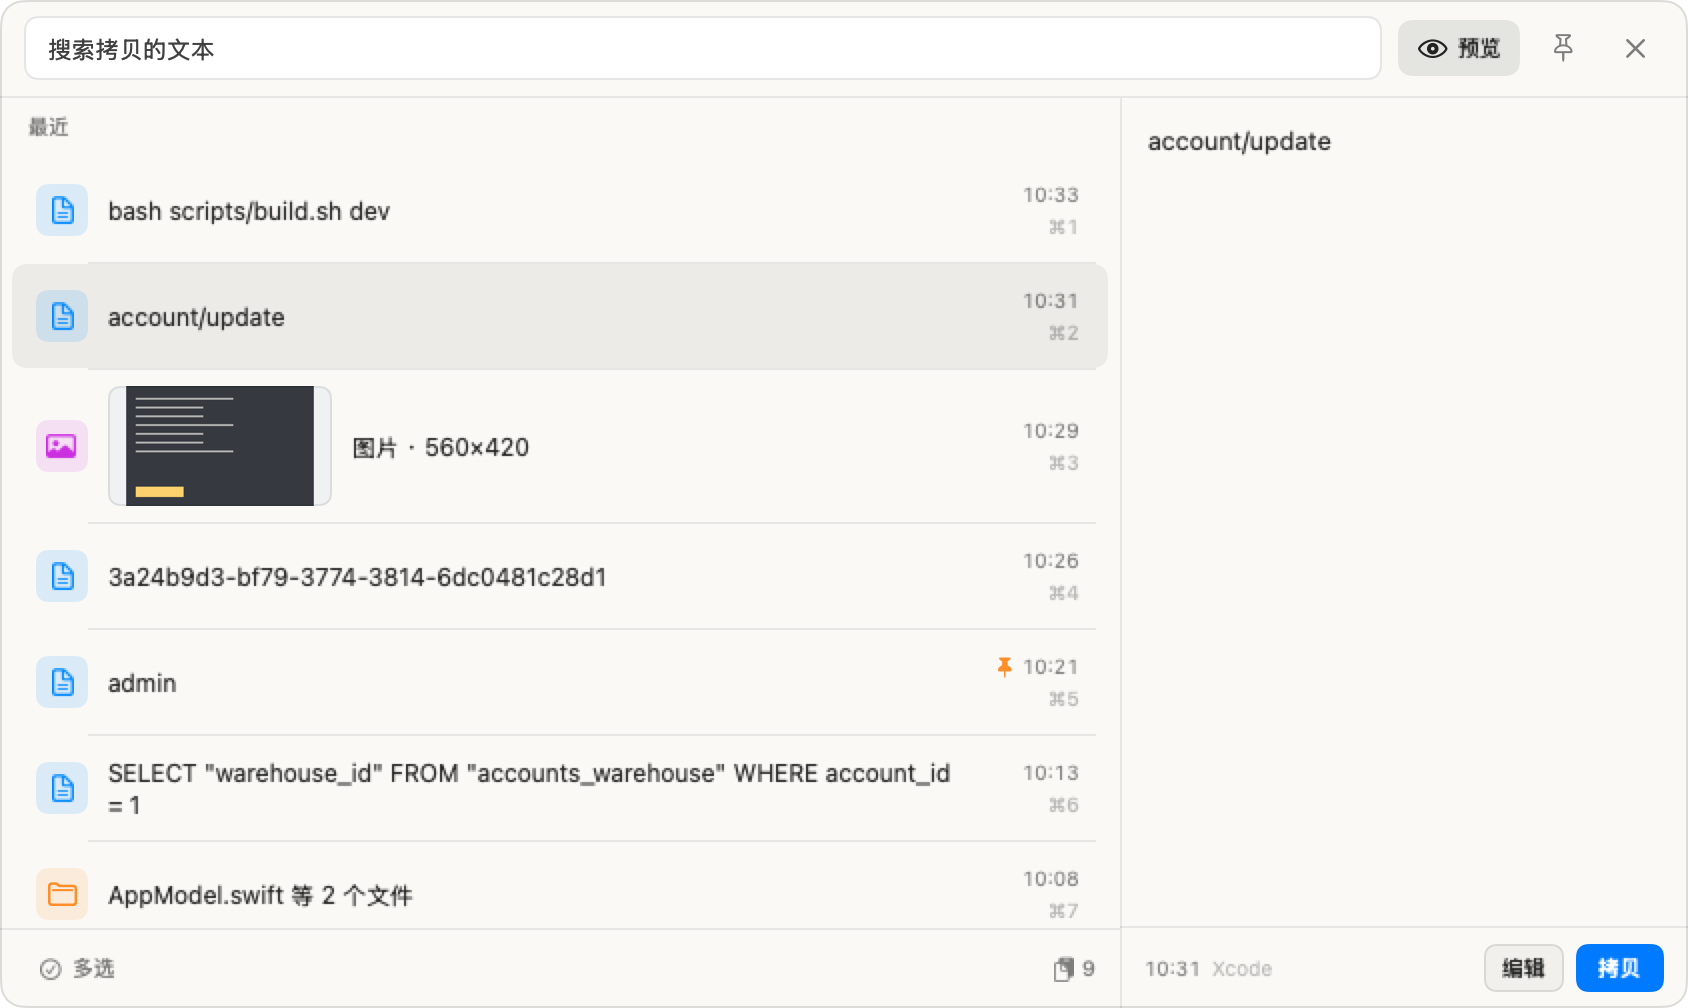 搜索拷贝的文本
预览
最近
bash scripts/build.sh dev
10:33
⌘1
account/update
10:31
⌘2
图片 · 560×420
10:29
⌘3
3a24b9d3-bf79-3774-3814-6dc0481c28d1
10:26
⌘4
admin
10:21
⌘5
SELECT "warehouse_id" FROM "accounts_warehouse" WHERE account_id
= 1
10:13
⌘6
AppModel.swift 等 2 个文件
10:08
⌘7
多选
9
account/update
10:31 Xcode
编辑
拷贝